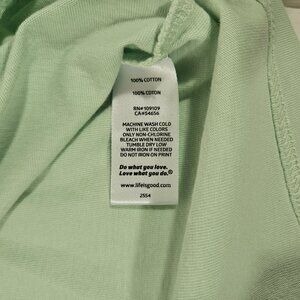 100% COTTON
100% COTON
RN#109109
CA#54656
MACHINE WASH COLD
WITH LIKE COLORS
ONLY NON-CHLORINE
BLEACH WHEN NEEDED
TUMBLE DRY LOW
WARM IRON IF NEEDED
DO NOT IRON ON PRINT
Do what you love.
Love what you do.®
www.lifeisgood.com
2554